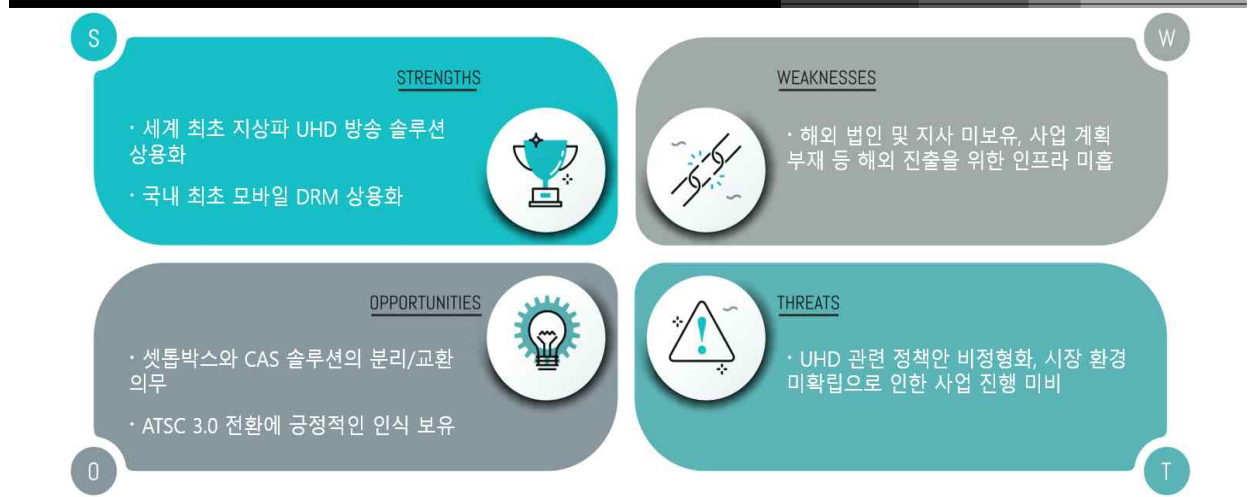 S
STRENGTHS
· 세계 최초 지상파 UHD 방송 솔루션
상용화
· 국내 최초 모바일 DRM 상용화
W
WEAKNESSES
· 해외 법인 및 지사 미보유, 사업 계획
부재 등 해외 진출을 위한 인프라 미흡
OPPORTUNITIES
· 셋톱박스와 CAS 솔루션의 분리/교환
의무
· ATSC 3.0 전환에 긍정적인 인식 보유
O
THREATS
· UHD 관련 정책안 비정형화, 시장 환경
미확립으로 인한 사업 진행 미비
T